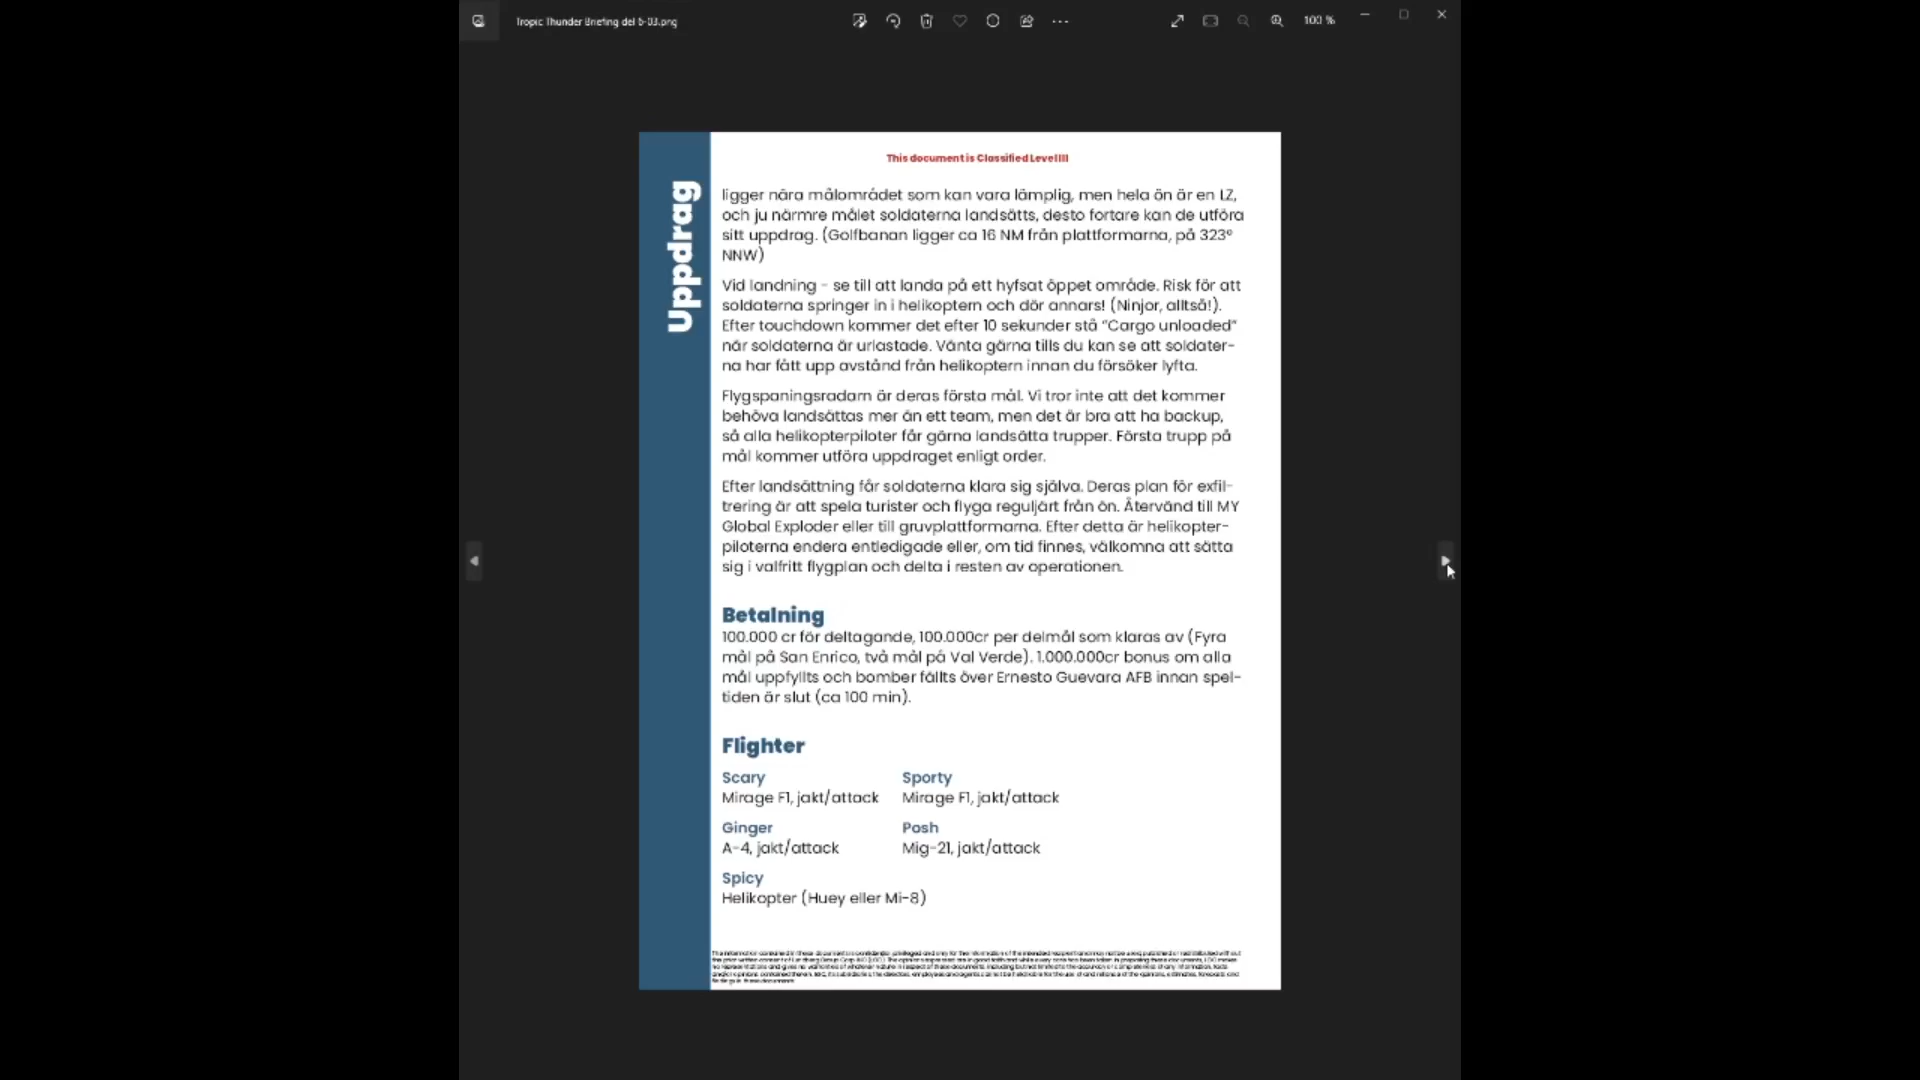 Tropic Thunder Briefing del 6-03.png
100 %
Uppdrag
This document is Classified Level III
ligger nära målområdet som kan vara lämplig, men hela ön är en LZ,
och ju närmre målet soldaterna landsätts, desto fortare kan de utföra
sitt uppdrag. (Golfbanan ligger ca 16 NM från plattformarna, på 323°
NNW)
Vid landning - se till att landa på ett hyfsat öppet område. Risk för att
soldaterna springer in i helikoptern och dör annars! (Ninjor, alltså!).
Efter touchdown kommer det efter 10 sekunder stå "Cargo unloaded"
när soldaterna är urlastade. Vänta gärna tills du kan se att soldater-
na har fått upp avstånd från helikoptern innan du försöker lyfta.
Flygspaningsradarn är deras första mål. Vi tror inte att det kommer
behöva landsättas mer än ett team, men det är bra att ha backup,
så alla helikopterpiloter får gärna landsätta trupper. Första trupp på
mål kommer utföra uppdraget enligt order.
Efter landsättning får soldaterna klara sig själva. Deras plan för exfil-
trering är att spela turister och flyga reguljärt från ön. Återvänd till MY
Global Exploder eller till gruvplattformarna. Efter detta är helikopter-
piloterna endera entledigade eller, om tid finnes, välkomna att sätta
sig i valfritt flygplan och delta i resten av operationen.
Betalning
100.000 cr för deltagande, 100.000cr per delmål som klaras av (Fyra
mål på San Enrico, två mål på Val Verde). 1.000.000cr bonus om alla
mål uppfyllts och bomber fällts över Ernesto Guevara AFB innan spel-
tiden är slut (ca 100 min).
Flighter
Scary
Mirage F1, jakt/attack
Sporty
Mirage F1, jakt/attack
Ginger
A-4, jakt/attack
Posh
Mig-21, jakt/attack
Spicy
Helikopter (Huey eller Mi-8)